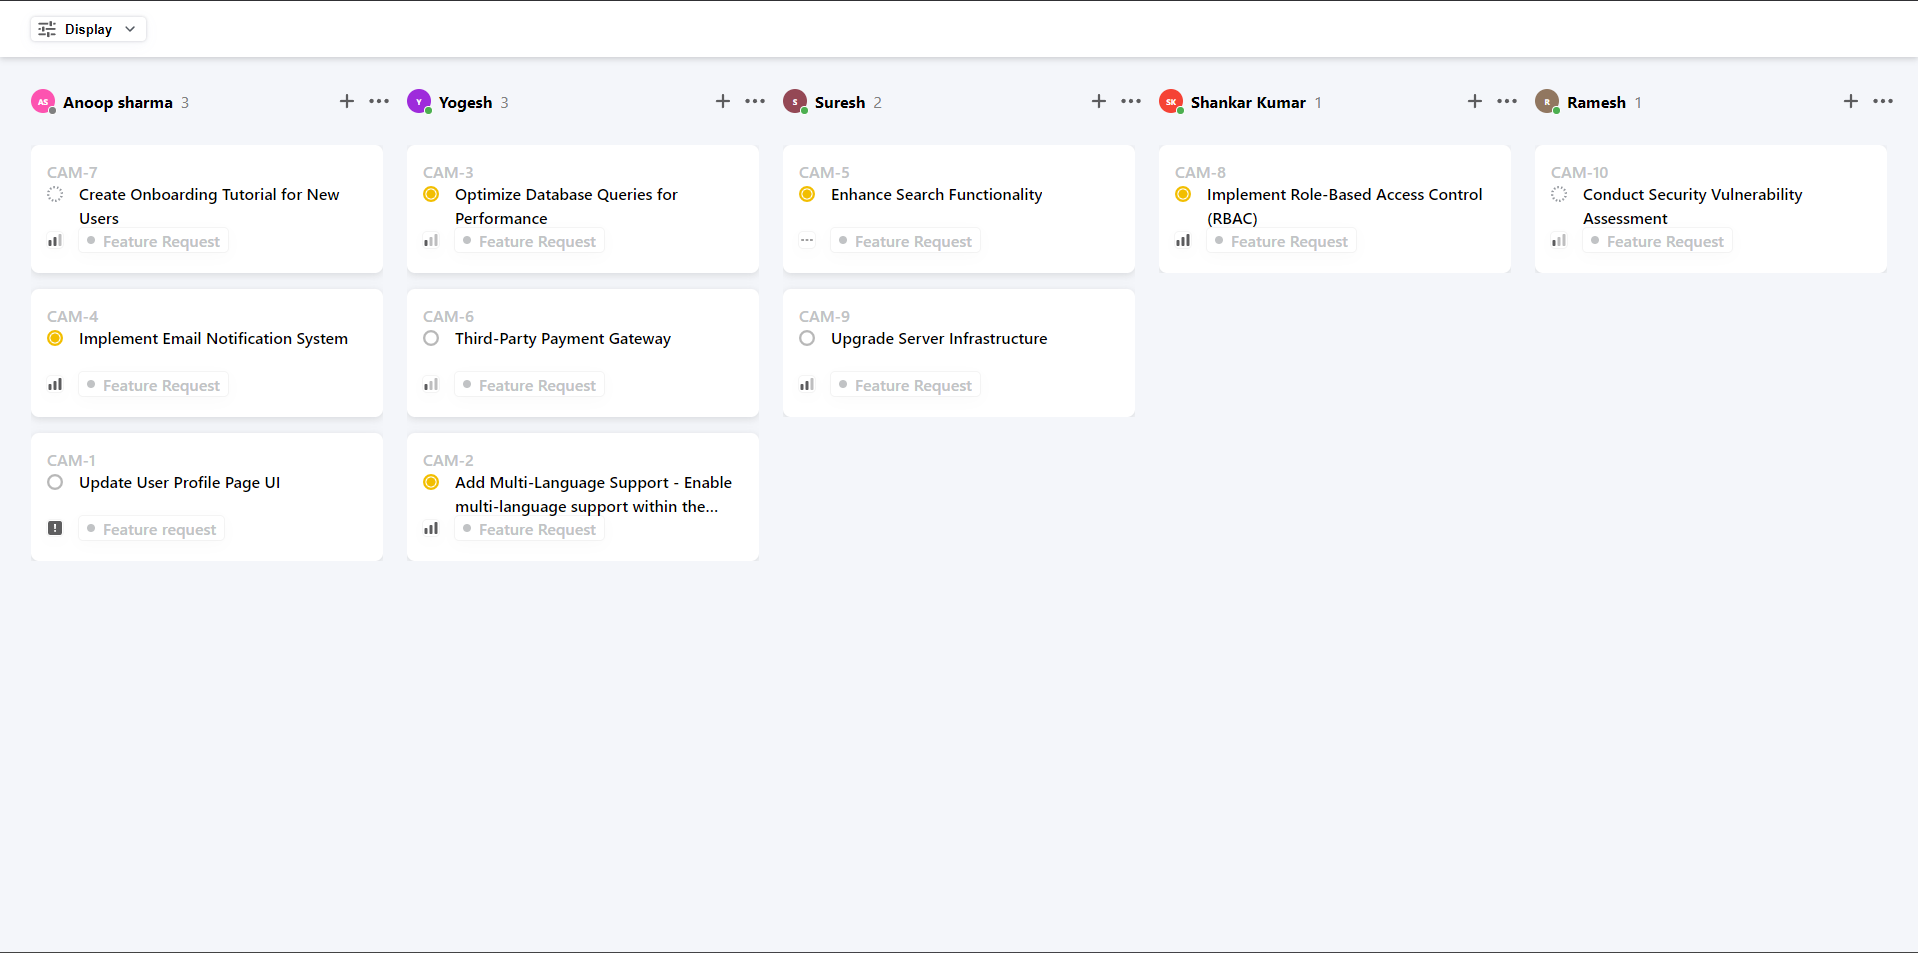 Display
AS Anoop sharma 3
CAM-7
Create Onboarding Tutorial for New
Users
Feature Request
CAM-4
Implement Email Notification System
Feature Request
CAM-1
Update User Profile Page UI
!
Feature request
Y Yogesh 3
CAM-3
Optimize Database Queries for
Performance
Feature Request
CAM-6
Third-Party Payment Gateway
Feature Request
CAM-2
Add Multi-Language Support - Enable
multi-language support within the...
Feature Request
S Suresh 2
CAM-5
Enhance Search Functionality
Feature Request
CAM-9
Upgrade Server Infrastructure
Feature Request
SK Shankar Kumar 1
CAM-8
Implement Role-Based Access Control
(RBAC)
Feature Request
R Ramesh 1
CAM-10
Conduct Security Vulnerability
Assessment
Feature Request